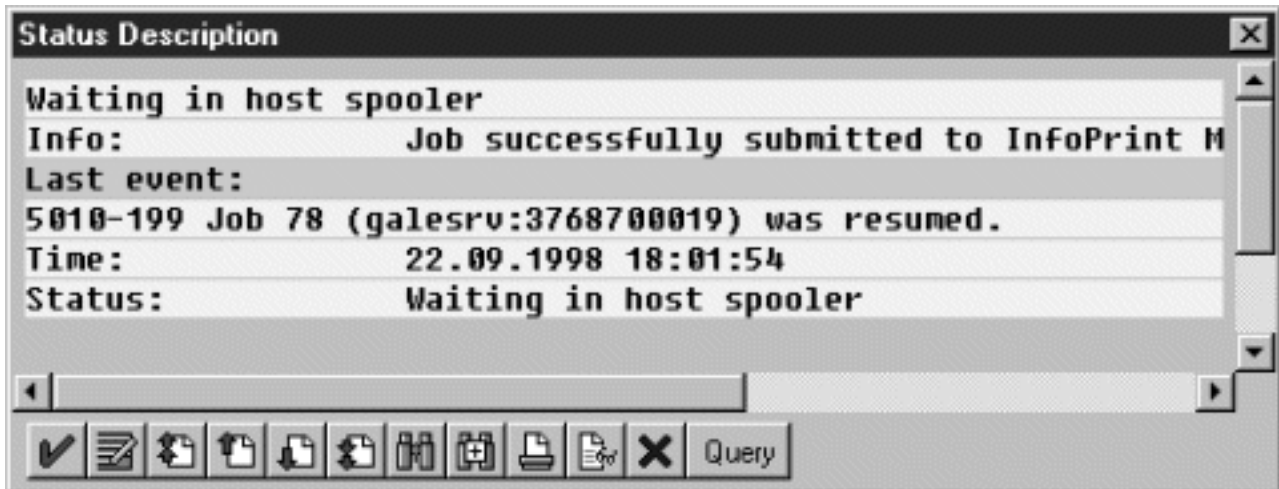 Status Description
Waiting in host spooler
Info: Job successfully submitted to InfoPrint M
Last event:
5010-199 Job 78 (galesrv:3768700019) was resumed.
Time: 22.09.1998 18:01:54
Status: Waiting in host spooler
Query